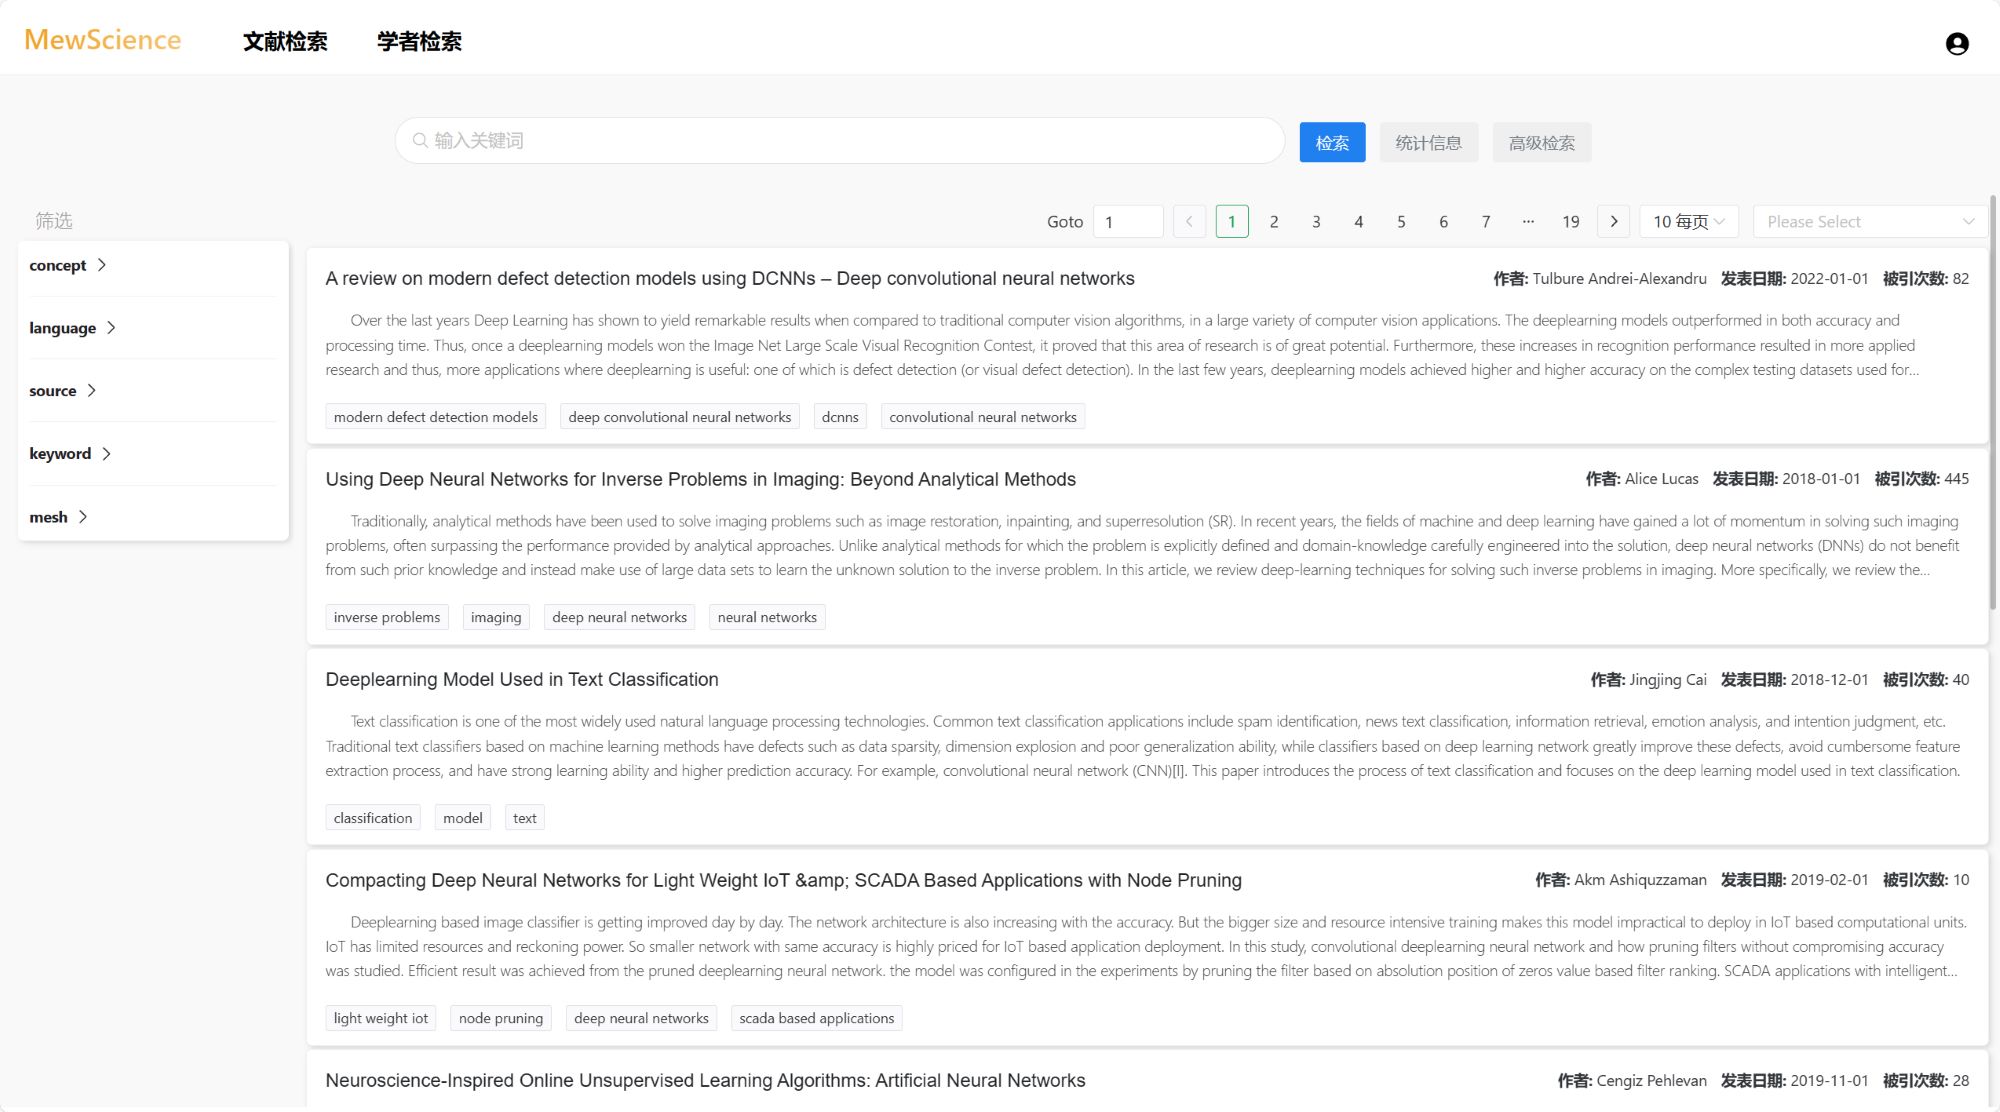 MewScience 文献检索 学者检索
输入关键词 检索 统计信息 高级检索
筛选
Goto 1 1 2 3 4 5 6 7 ... 19 10 每页 Please Select
concept
language
source
keyword
mesh
A review on modern defect detection models using DCNNs – Deep convolutional neural networks 作者: Tulbure Andrei-Alexandru 发表日期: 2022-01-01 被引次数: 82
Over the last years Deep Learning has shown to yield remarkable results when compared to traditional computer vision algorithms, in a large variety of computer vision applications. The deeplearning models outperformed in both accuracy and
processing time. Thus, once a deeplearning models won the Image Net Large Scale Visual Recognition Contest, it proved that this area of research is of great potential. Furthermore, these increases in recognition performance resulted in more applied
research and thus, more applications where deeplearning is useful: one of which is defect detection (or visual defect detection). In the last few years, deeplearning models achieved higher and higher accuracy on the complex testing datasets used for...
modern defect detection models deep convolutional neural networks dcnns convolutional neural networks
Using Deep Neural Networks for Inverse Problems in Imaging: Beyond Analytical Methods 作者: Alice Lucas 发表日期: 2018-01-01 被引次数: 445
Traditionally, analytical methods have been used to solve imaging problems such as image restoration, inpainting, and superresolution (SR). In recent years, the fields of machine and deep learning have gained a lot of momentum in solving such imaging
problems, often surpassing the performance provided by analytical approaches. Unlike analytical methods for which the problem is explicitly defined and domain-knowledge carefully engineered into the solution, deep neural networks (DNNs) do not benefit
from such prior knowledge and instead make use of large data sets to learn the unknown solution to the inverse problem. In this article, we review deep-learning techniques for solving such inverse problems in imaging. More specifically, we review the...
inverse problems imaging deep neural networks neural networks
Deeplearning Model Used in Text Classification 作者: Jingjing Cai 发表日期: 2018-12-01 被引次数: 40
Text classification is one of the most widely used natural language processing technologies. Common text classification applications include spam identification, news text classification, information retrieval, emotion analysis, and intention judgment, etc.
Traditional text classifiers based on machine learning methods have defects such as data sparsity, dimension explosion and poor generalization ability, while classifiers based on deep learning network greatly improve these defects, avoid cumbersome feature
extraction process, and have strong learning ability and higher prediction accuracy. For example, convolutional neural network (CNN)[l]. This paper introduces the process of text classification and focuses on the deep learning model used in text classification.
classification model text
Compacting Deep Neural Networks for Light Weight IoT &amp;amp; SCADA Based Applications with Node Pruning 作者: Akm Ashiquzzaman 发表日期: 2019-02-01 被引次数: 10
Deeplearning based image classifier is getting improved day by day. The network architecture is also increasing with the accuracy. But the bigger size and resource intensive training makes this model impractical to deploy in IoT based computational units.
IoT has limited resources and reckoning power. So smaller network with same accuracy is highly priced for IoT based application deployment. In this study, convolutional deeplearning neural network and how pruning filters without compromising accuracy
was studied. Efficient result was achieved from the pruned deeplearning neural network. the model was configured in the experiments by pruning the filter based on absolution position of zeros value based filter ranking. SCADA applications with intelligent...
light weight iot node pruning deep neural networks scada based applications
Neuroscience-Inspired Online Unsupervised Learning Algorithms: Artificial Neural Networks 作者: Cengiz Pehlevan 发表日期: 2019-11-01 被引次数: 28